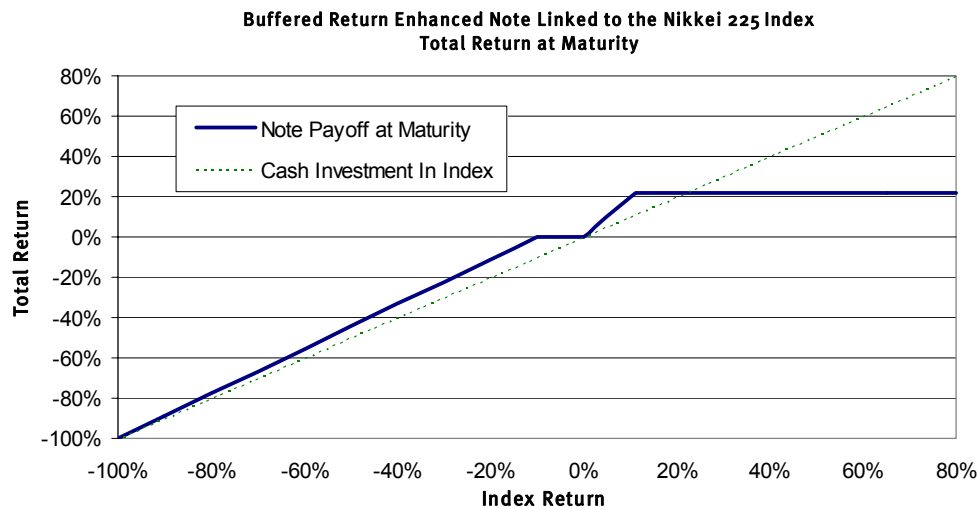 Buffered Return Enhanced Note Linked to the Nikkei 225 Index
Total Return at Maturity
80%
60%
40%
20%
0%
-20%
-40%
-60%
-80%
-100%
Total Return
Note Payoff at Maturity
Cash Investment In Index
-100% -80% -60% -40% -20% 0% 20% 40% 60% 80%
Index Return